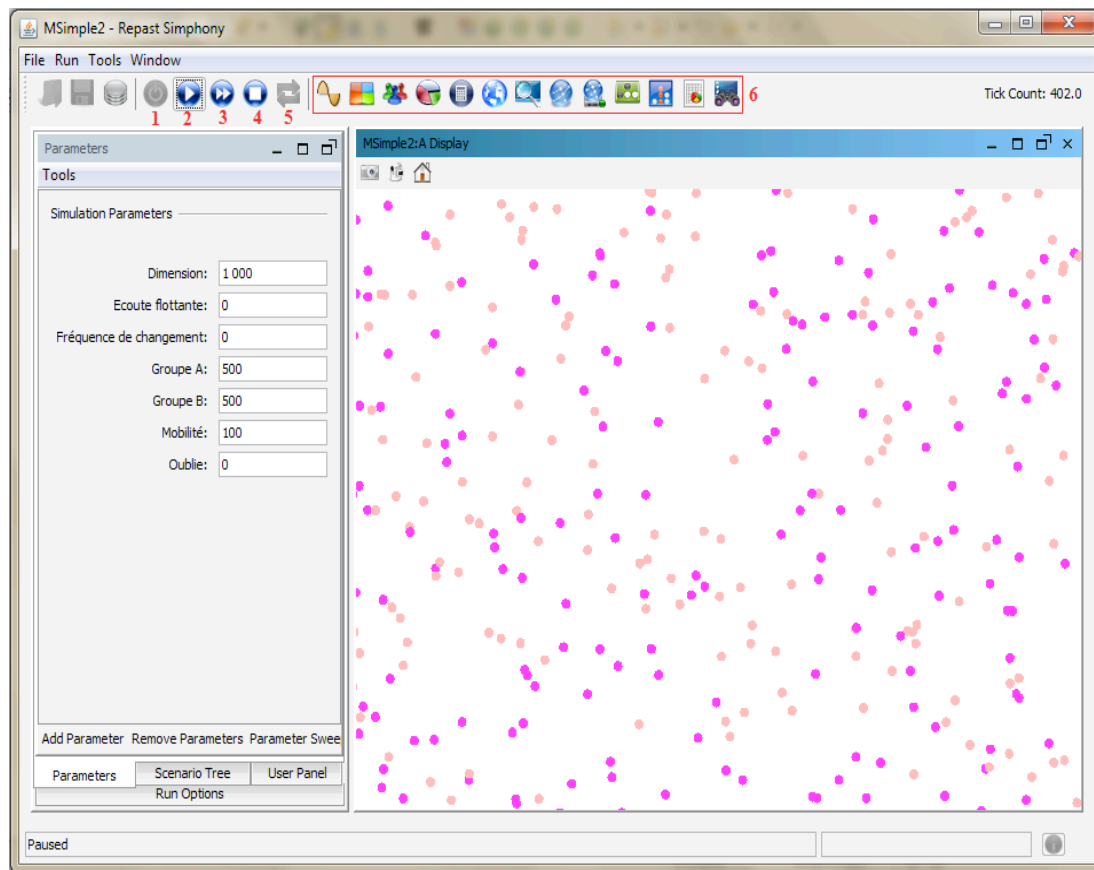 MSimple2 - Repast Simphony
File Run Tools Window
1 2 3 4 5 6
Tick Count: 402.0
Parameters
Tools
Simulation Parameters
Dimension: 1 000
Ecoute flottante: 0
Fréquence de changement: 0
Groupe A: 500
Groupe B: 500
Mobilité: 100
Oublie: 0
Add Parameter Remove Parameters Parameter Swee
Parameters Scenario Tree User Panel
Run Options
MSimple2:A Display
Paused